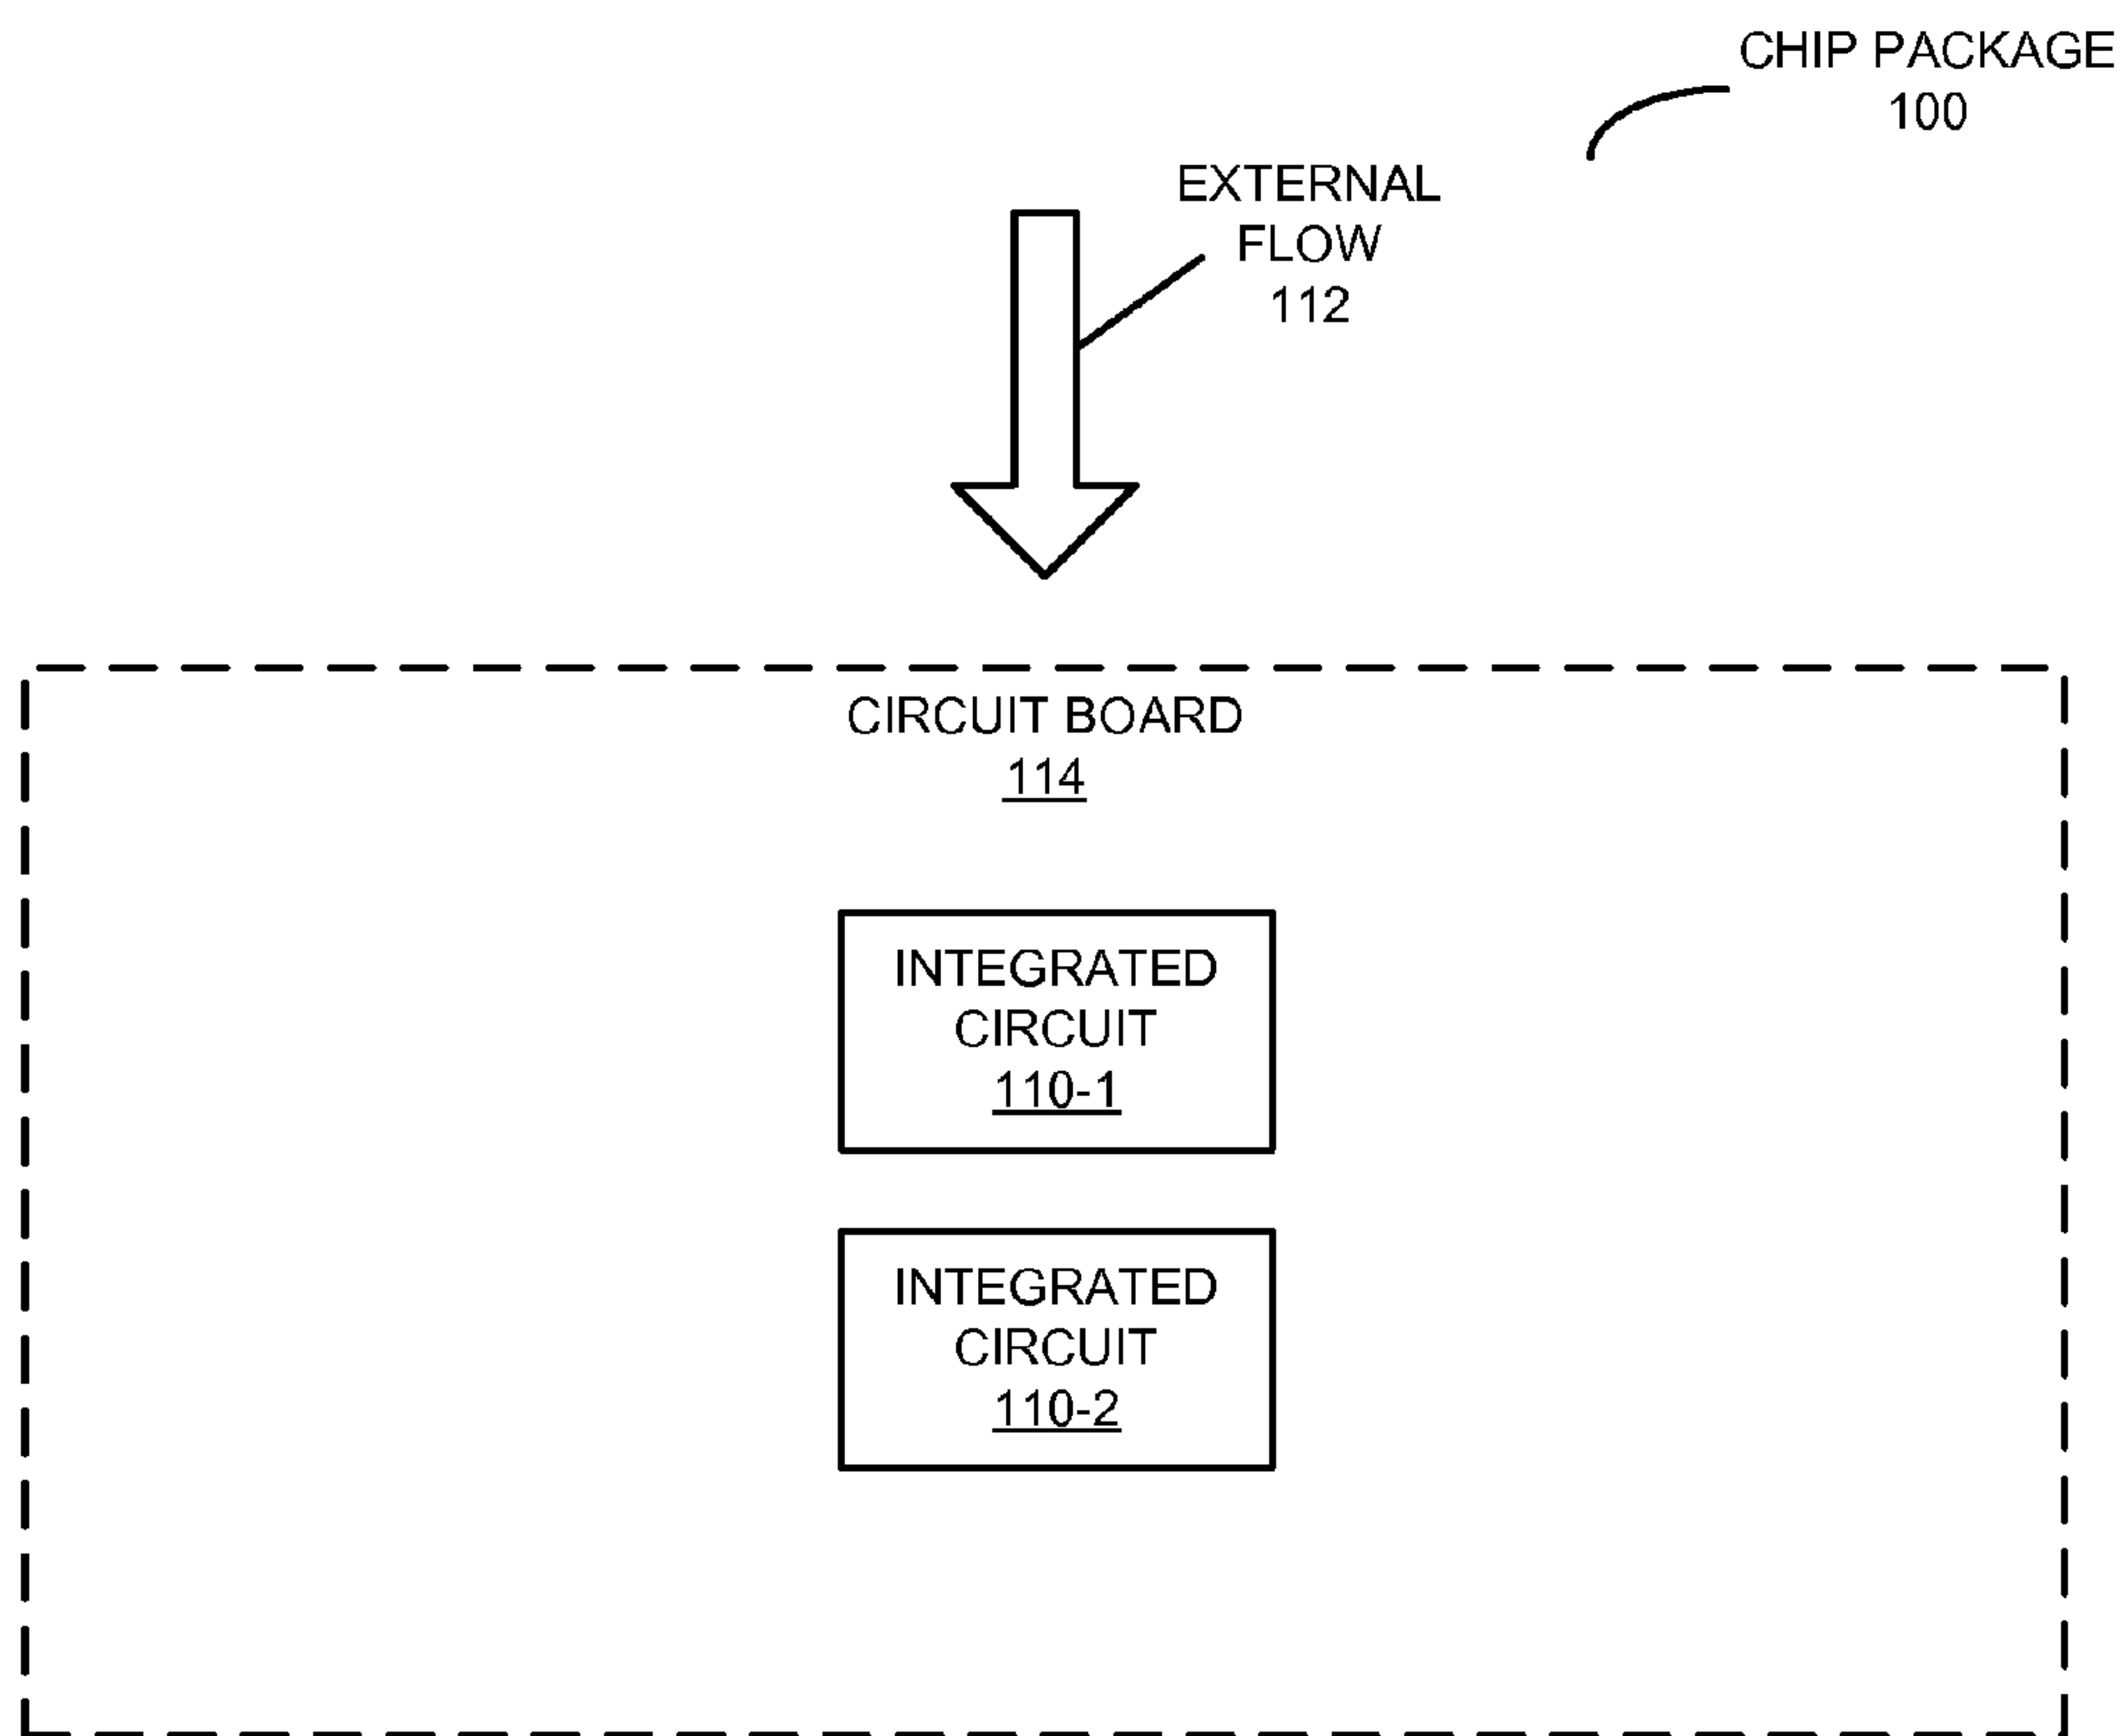 CHIP PACKAGE
100
EXTERNAL
FLOW
112
CIRCUIT BOARD
114
INTEGRATED
CIRCUIT
110-1
INTEGRATED
CIRCUIT
110-2